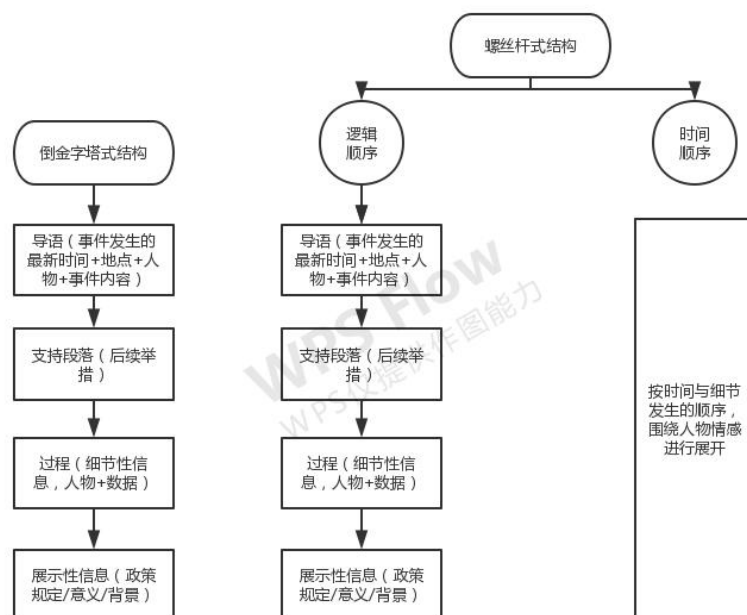 螺丝杆式结构
倒金字塔式结构
逻辑
顺序
时间
顺序
导语（事件发生的
最新时间+地点+人
物+事件内容）
导语（事件发生的
最新时间+地点+人
物+事件内容）
支持段落（后续举
措）
支持段落（后续举
措）
过程（细节性信
息，人物+数据）
过程（细节性信
息，人物+数据）
展示性信息（政策
规定/意义/背景）
展示性信息（政策
规定/意义/背景）
按时间与细节
发生的顺序，
围绕人物情感
进行展开
WPS Flow
WPS仅提供作图能力